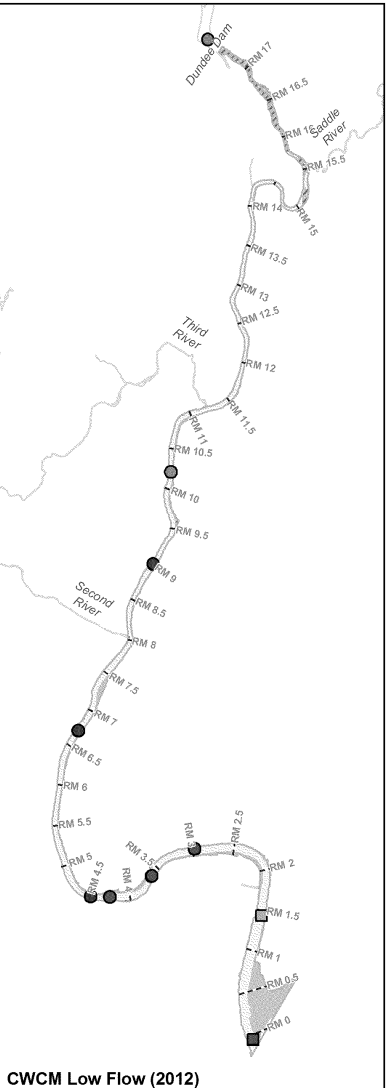 Dundee Dam
RM 17
RM 16.5
RM 16
Saddle
River
RM 15.5
RM 15
RM 14
RM 13.5
RM 13
RM 12.5
Third
River
RM 12
RM 11.5
RM 11
RM 10.5
RM 10
RM 9.5
RM 9
Second
River
RM 8.5
RM 8
RM 7.5
RM 7
RM 6.5
RM 6
RM 5.5
RM 5
RM 4.5
RM 4
RM 3.5
RM 3
RM 2.5
RM 2
RM 1.5
RM 1
RM 0.5
RM 0
CWCM Low Flow (2012)